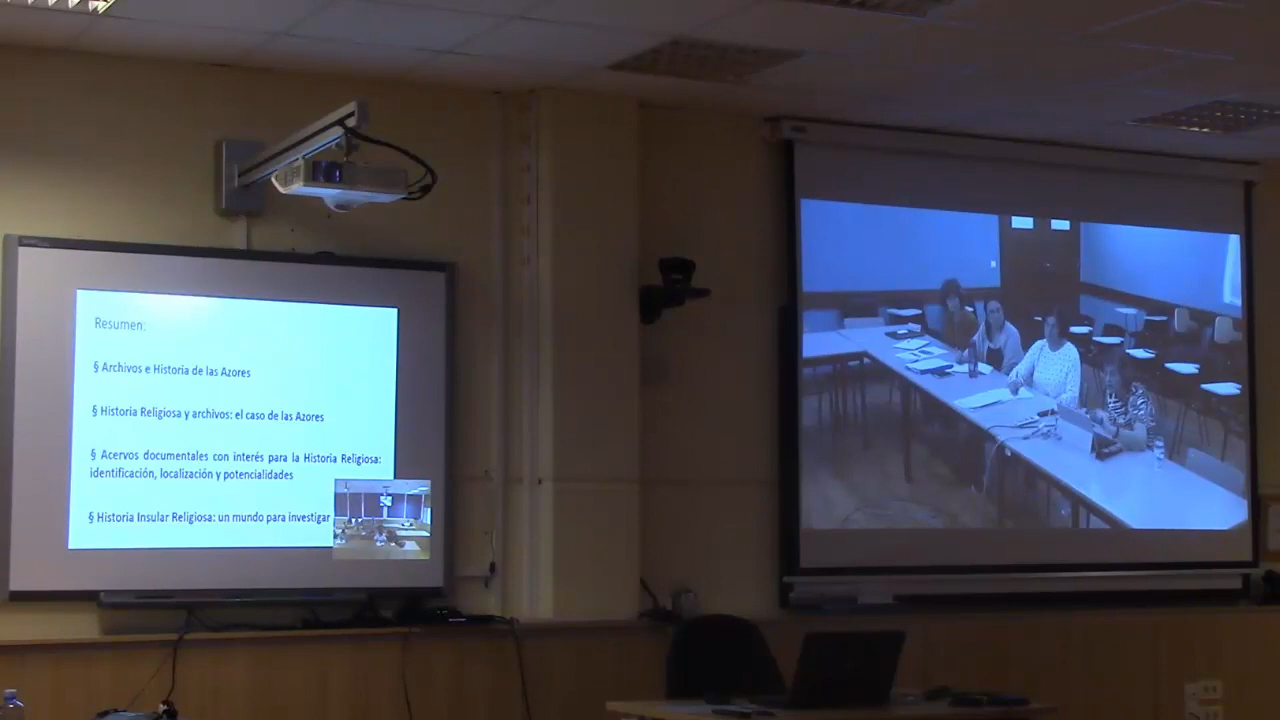 Resumen:
§ Archivos e Historia de las Azores
§ Historia Religiosa y archivos: el caso de las Azores
§ Acervos documentales con interés para la Historia Religiosa:
identificación, localización y potencialidades
§ Historia Insular Religiosa: un mundo para investigar